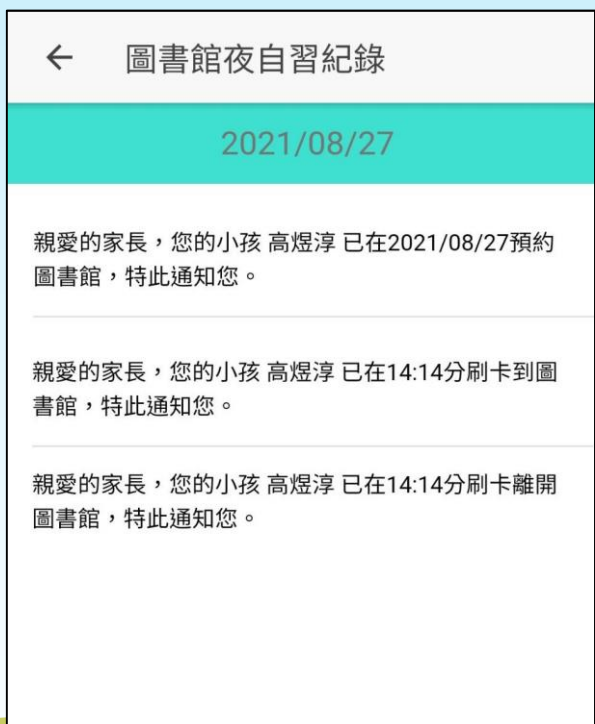 ← 圖書館夜自習紀錄
2021/08/27
親愛的家長，您的小孩 高煜淳 已在2021/08/27預約
圖書館，特此通知您。
親愛的家長，您的小孩 高煜淳 已在14:14分刷卡到圖
書館，特此通知您。
親愛的家長，您的小孩 高煜淳 已在14:14分刷卡離開
圖書館，特此通知您。